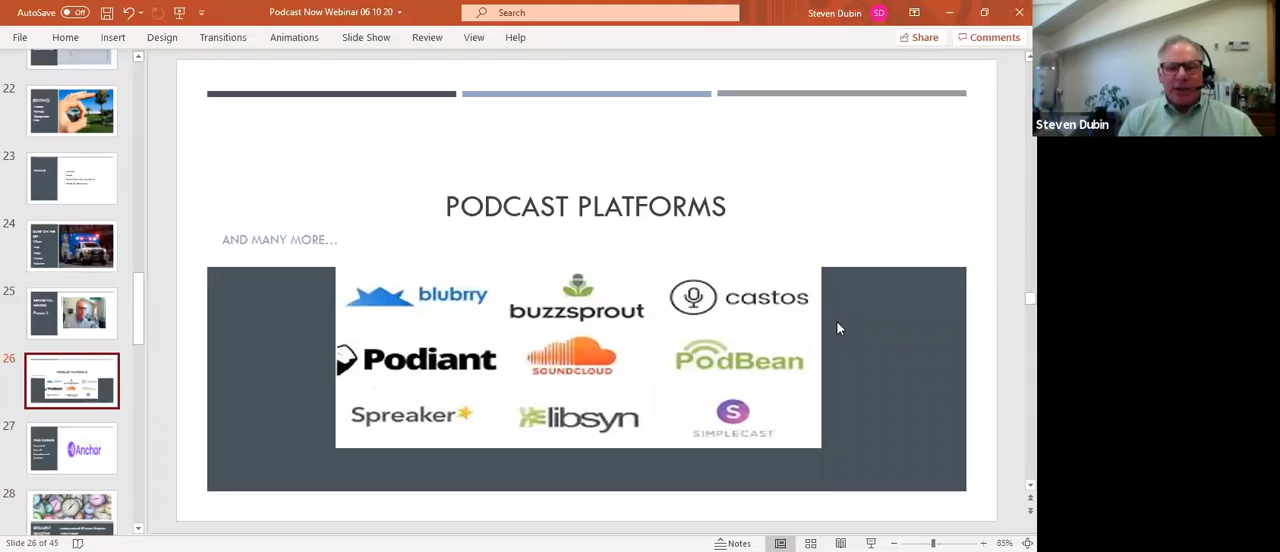 AutoSave Off Podcast Now Webinar 06 10 20 Search Steven Dubin SD
File Home Insert Design Transitions Animations Slide Show Review View Help Share Comments
22
23
24
25
26
27
Anchor
28
PODCAST PLATFORMS
AND MANY MORE...
blubrry buzzsprout castos
Podiant SOUNDCLOUD PodBean
Spreaker libsyn S SIMPLECAST
Steven Dubin
Slide 26 of 45 Notes 85%